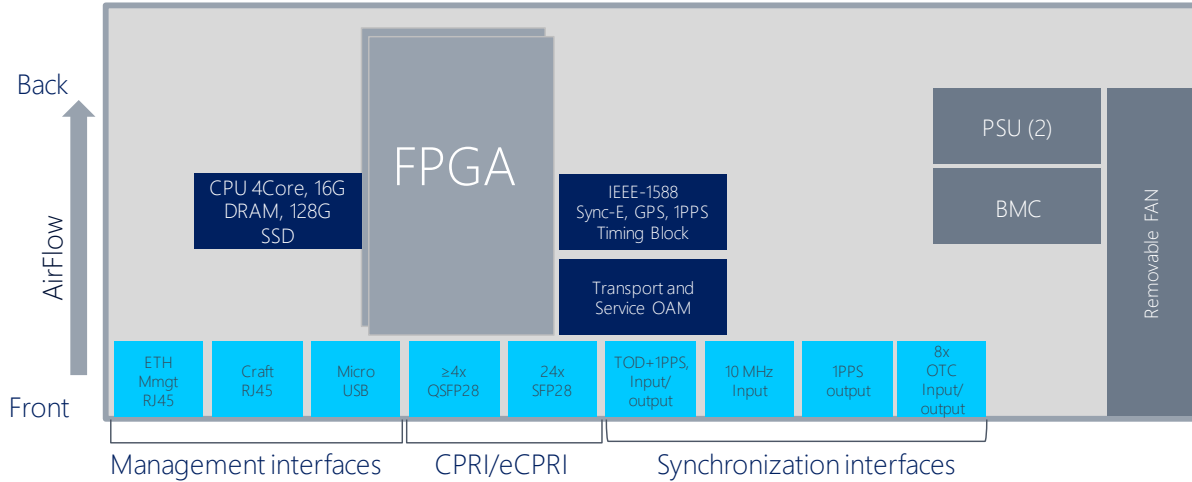 Back
AirFlow
Front
FPGA
CPU 4Core, 16G
DRAM, 128G
SSD
IEEE-1588
Sync-E, GPS, 1PPS
Timing Block
Transport and
Service OAM
PSU (2)
BMC
Removable FAN
ETH
Mmgt
RJ45
Craft
RJ45
Micro
USB
≥4x
QSFP28
24x
SFP28
TOD+1PPS,
Input/
output
10 MHz
Input
1PPS
output
8x
OTC
Input/
output
Management interfaces
CPRI/eCPRI
Synchronization interfaces